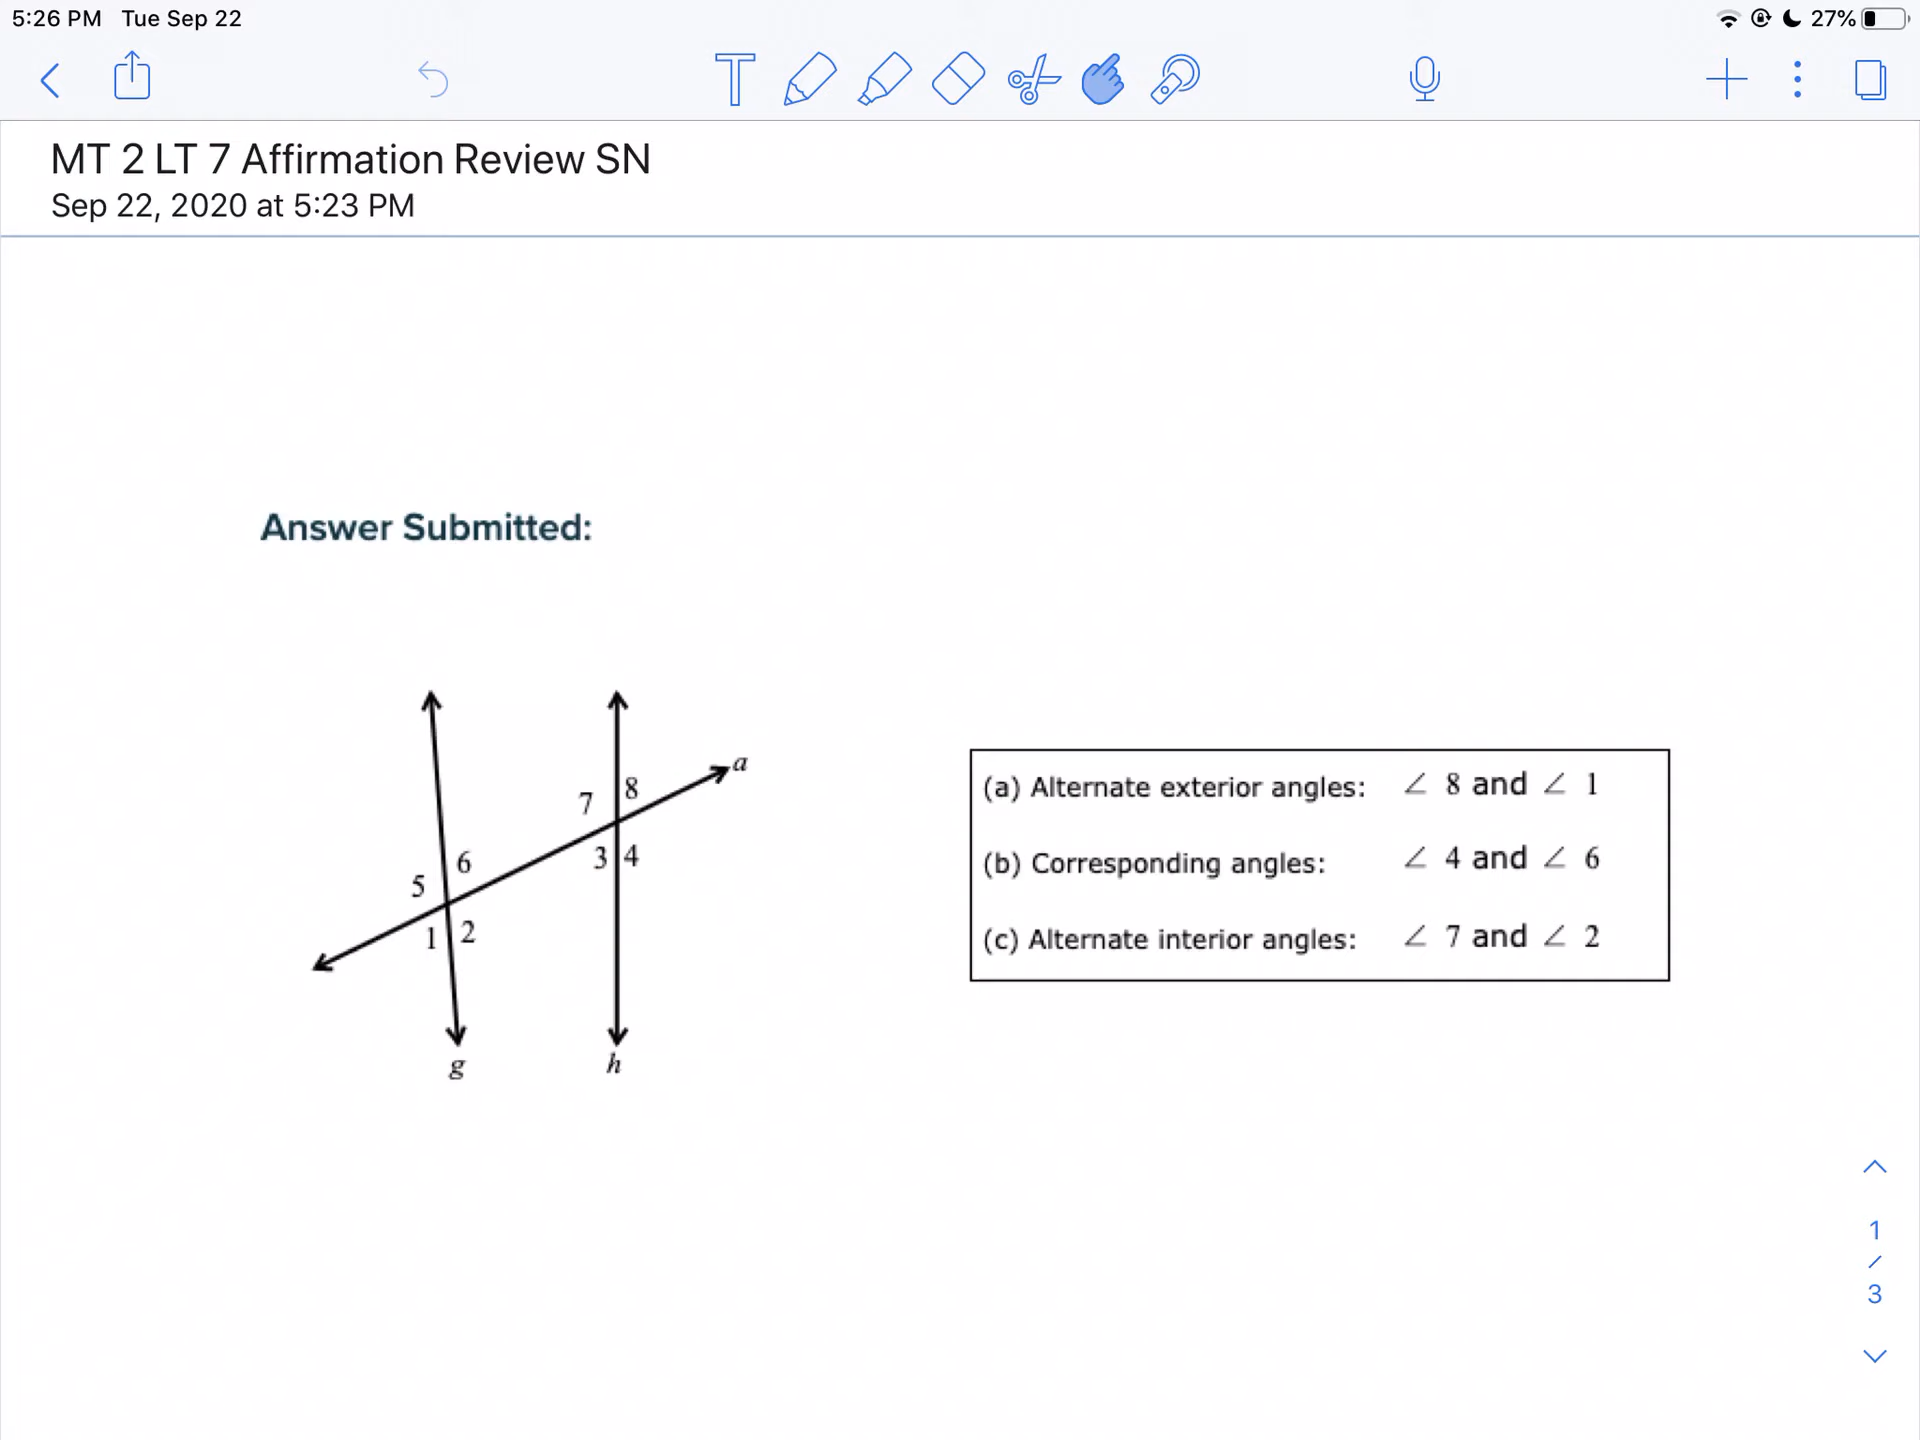 5:26 PM Tue Sep 22
27%
MT 2 LT 7 Affirmation Review SN
Sep 22, 2020 at 5:23 PM
Answer Submitted:
a
7 8
3 4
5 6
1 2
g h
(a) Alternate exterior angles: ∠ 8 and ∠ 1
(b) Corresponding angles: ∠ 4 and ∠ 6
(c) Alternate interior angles: ∠ 7 and ∠ 2
1
/
3